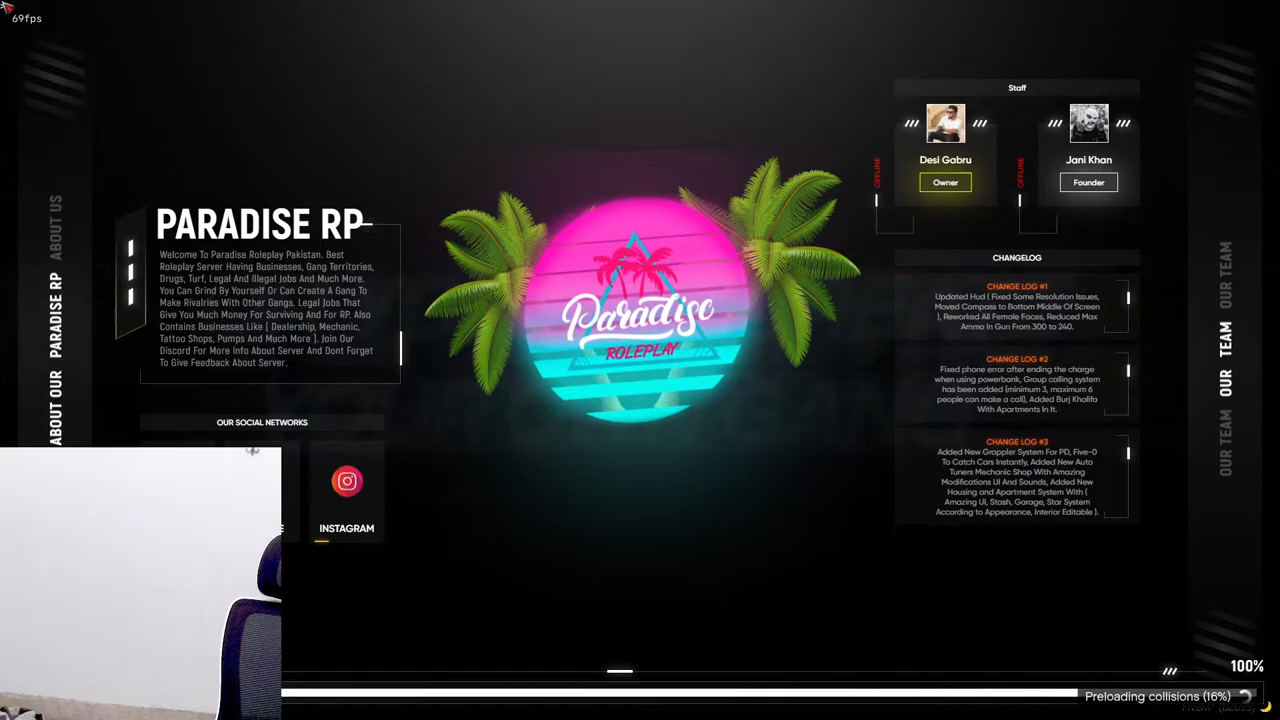 69fps
Staff
OFFLINE
Desi Gabru
Owner
OFFLINE
Jani Khan
Founder
ABOUT US
PARADISE RP
ABOUT OUR
PARADISE RP
Welcome To Paradise Roleplay Pakistan. Best
Roleplay Server Having Businesses, Gang Territories,
Drugs, Turf, Legal And Illegal Jobs And Much More.
You Can Grind By Yourself Or Can Create A Gang To
Make Rivalries With Other Gangs. Legal Jobs That
Give You Much Money For Surviving And For RP. Also
Contains Businesses Like [ Dealership, Mechanic,
Tattoo Shops, Pumps And Much More ]. Join Our
Discord For More Info About Server And Dont Forget
To Give Feedback About Server.
Paradise
ROLEPLAY
CHANGELOG
CHANGE LOG #1
Updated Hud ( Fixed Some Resolution Issues,
Moved Compass to Bottom Middle Of Screen
), Reworked All Female Faces, Reduced Max
Ammo In Gun From 300 to 240.
CHANGE LOG #2
Fixed phone error after ending the charge
when using powerbank, Group calling system
has been added (minimum 3, maximum 6
people can make a call), Added Burj Khalifa
With Apartments In It.
CHANGE LOG #3
Added New Grappler System For PD, Five-0
To Catch Cars Instantly, Added New Auto
Tuners Mechanic Shop With Amazing
Modifications UI And Sounds, Added New
Housing and Apartment System With (
Amazing UI, Stash, Garage, Star System
According to Appearance, Interior Editable ).
OUR TEAM
OUR TEAM
OUR TEAM
OUR SOCIAL NETWORKS
E
INSTAGRAM
100%
Preloading collisions (16%)